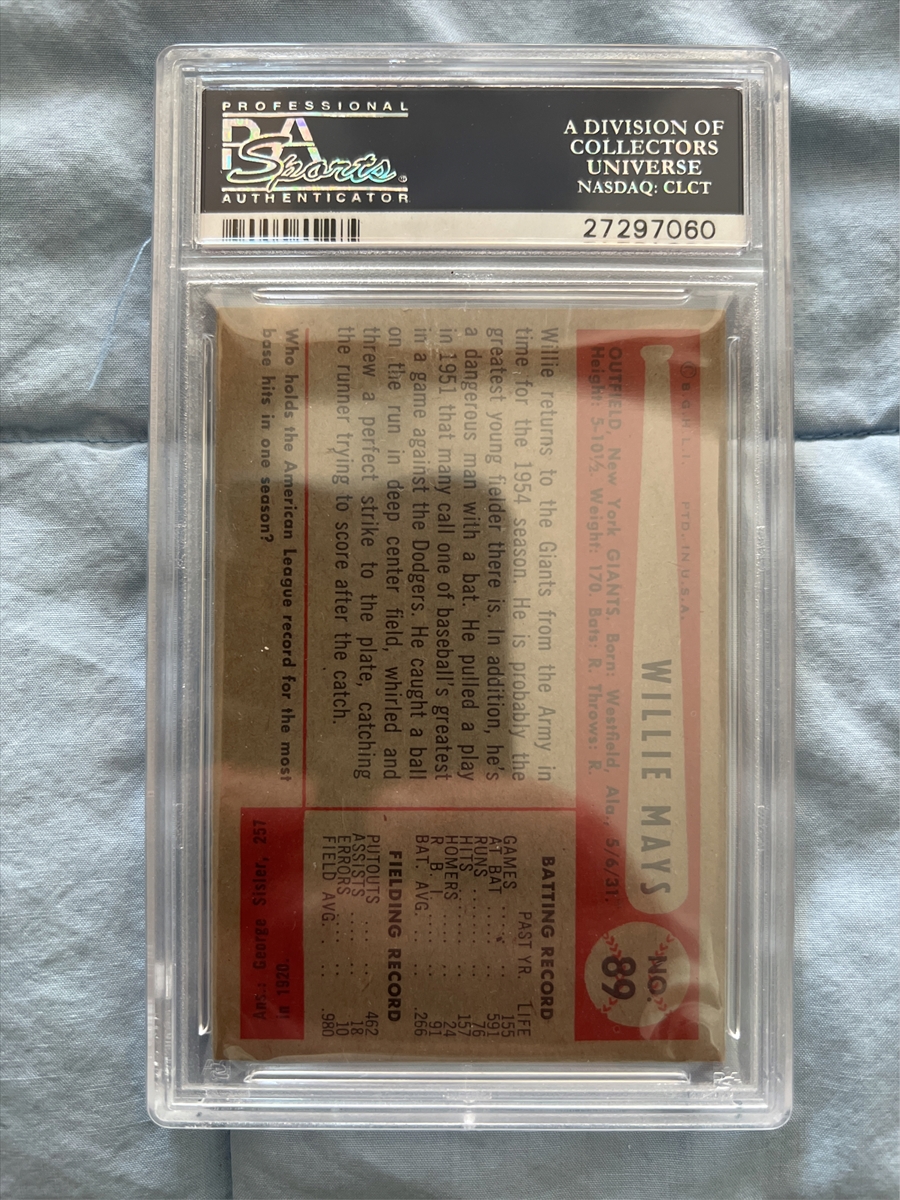 PROFESSIONAL
PSA
Sports
AUTHENTICATOR
A DIVISION OF
COLLECTORS
UNIVERSE
NASDAQ: CLCT
27297060
© B.G.H.L.I. PTD. IN U.S.A.
WILLIE MAYS
NO.
89
OUTFIELD, New York GIANTS. Born: Westfield, Ala., 5/6/31.
Height: 5-10½. Weight: 170. Bats: R. Throws: R.
Willie returns to the Giants from the Army in
time for the 1954 season. He is probably the
greatest young fielder there is. In addition, he's
a dangerous man with a bat. He pulled a play
in 1951 that many call one of baseball's greatest
in a game against the Dodgers. He caught a ball
on the run in deep center field, whirled and
threw a perfect strike to the plate, catching
the runner trying to score after the catch.
BATTING RECORD
PAST YR. LIFE
GAMES .... .. 155
AT BAT ... .. 591
RUNS ..... .. 76
HITS ..... .. 157
HOMERS .... .. 24
R. B. .... .. 91
BAT. AVG. .. .. .266
FIELDING RECORD
PUTOUTS ... .. 462
ASSISTS .... .. 18
ERRORS .... .. 10
FIELD AVG. . .. .980
Who holds the American League record for the most
base hits in one season?
in 1920.
Ans.: George Sisler, 257